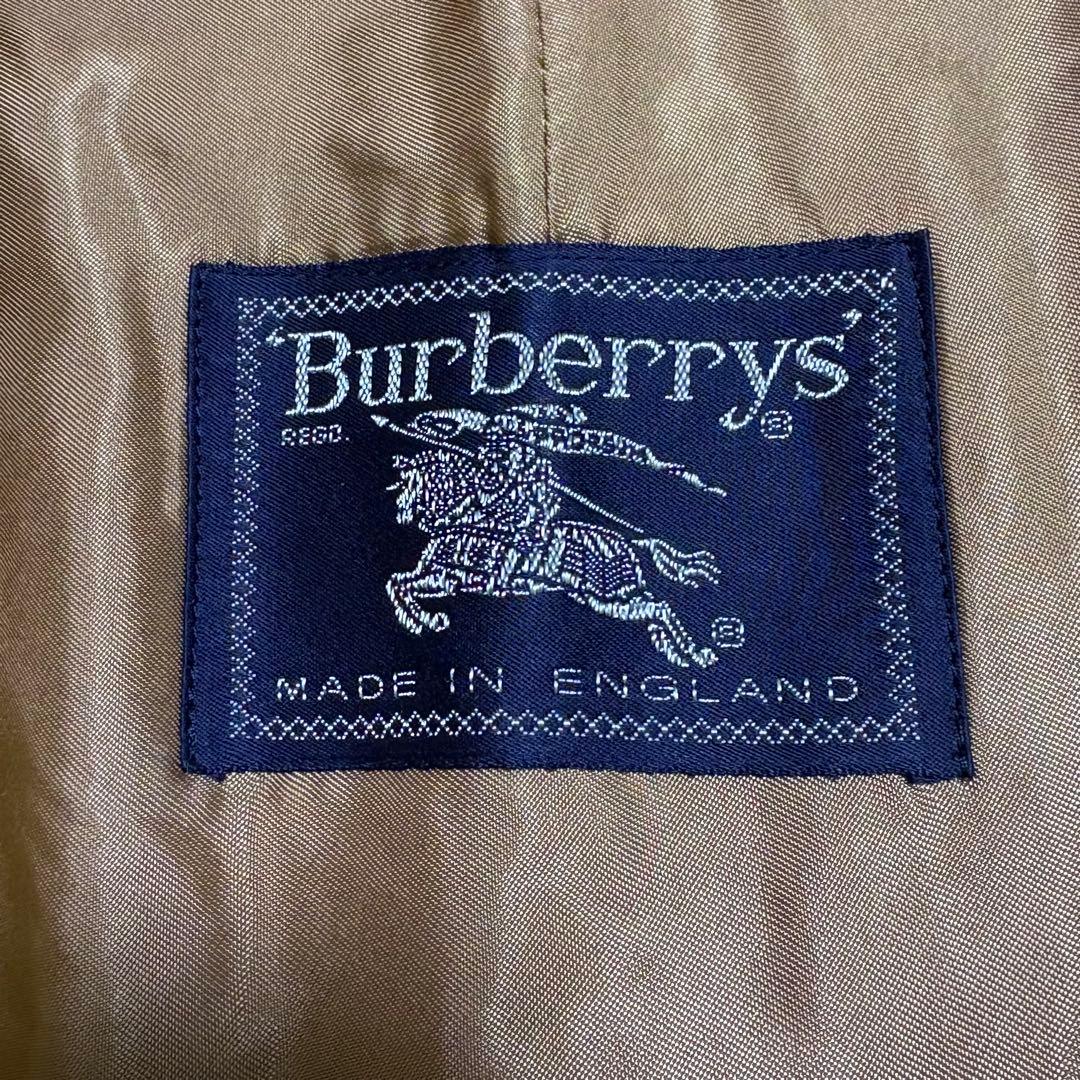 'Burberrys'®
REGD.
®
MADE IN ENGLAND